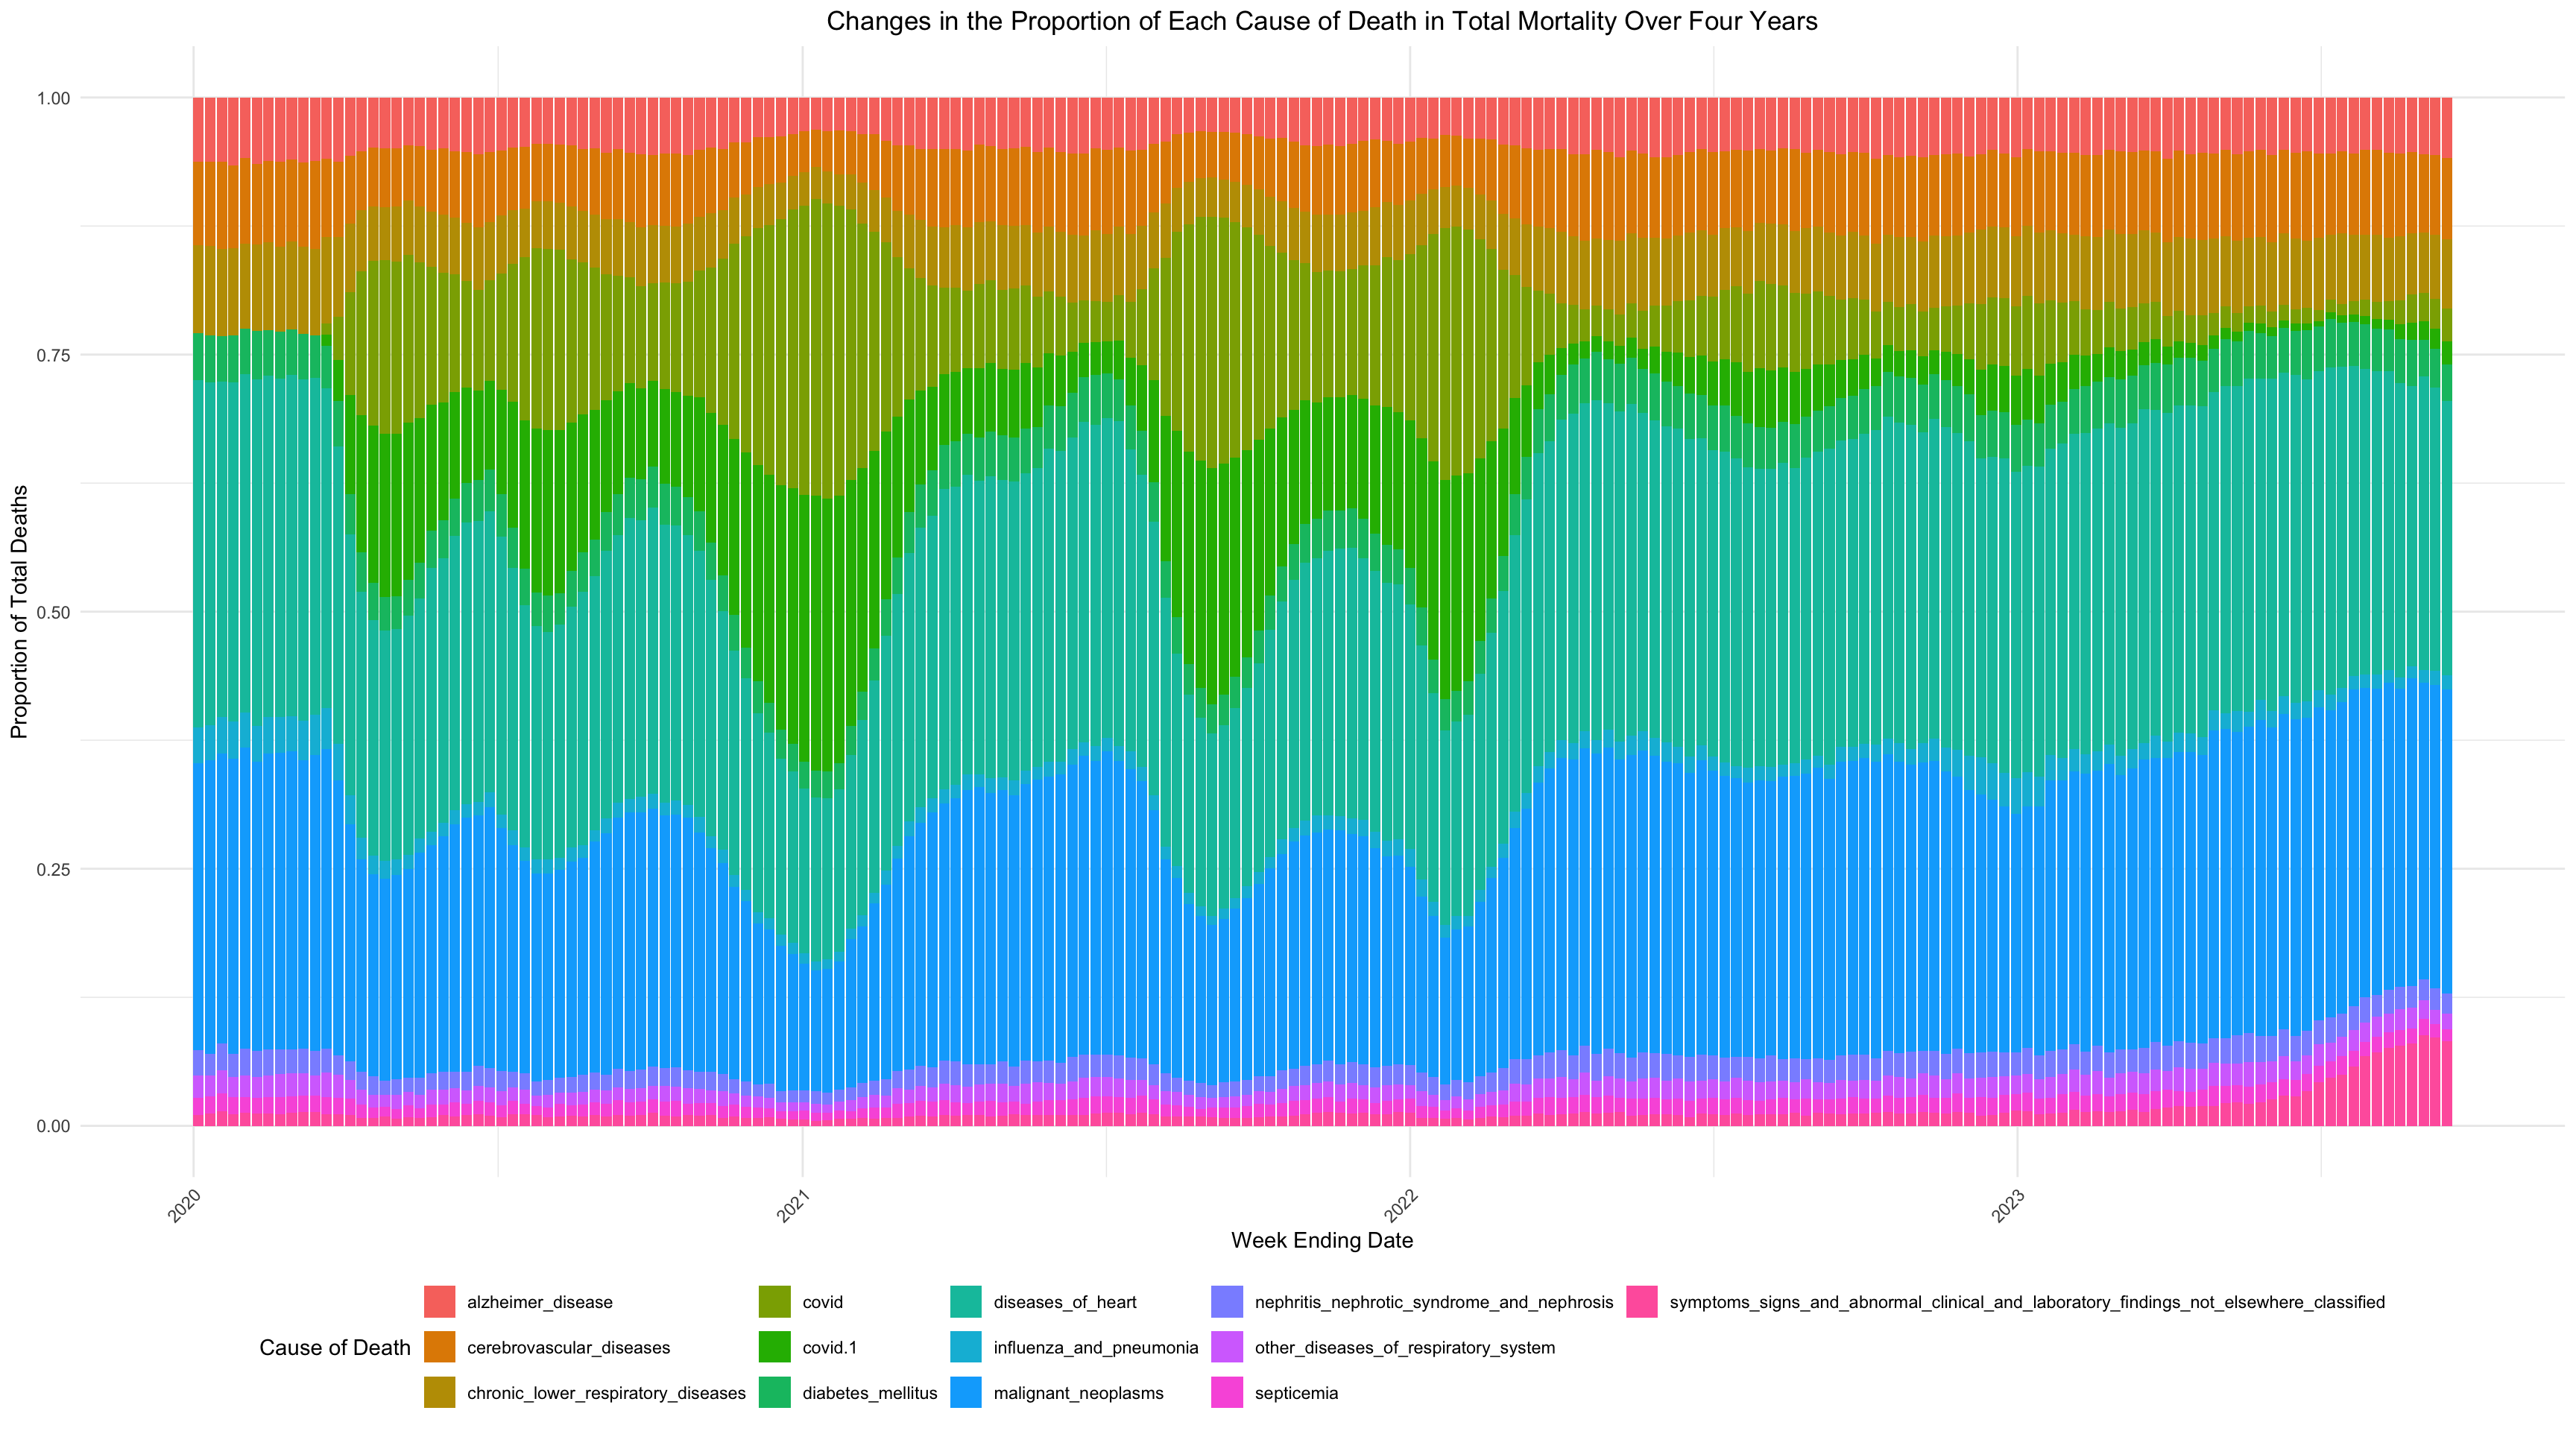 Changes in the Proportion of Each Cause of Death in Total Mortality Over Four Years
1.00
0.75
0.50
0.25
0.00
Proportion of Total Deaths
2020
2021
2022
2023
Week Ending Date
Cause of Death
alzheimer_disease
cerebrovascular_diseases
chronic_lower_respiratory_diseases
covid
covid.1
diabetes_mellitus
diseases_of_heart
influenza_and_pneumonia
malignant_neoplasms
nephritis_nephrotic_syndrome_and_nephrosis
other_diseases_of_respiratory_system
septicemia
symptoms_signs_and_abnormal_clinical_and_laboratory_findings_not_elsewhere_classified